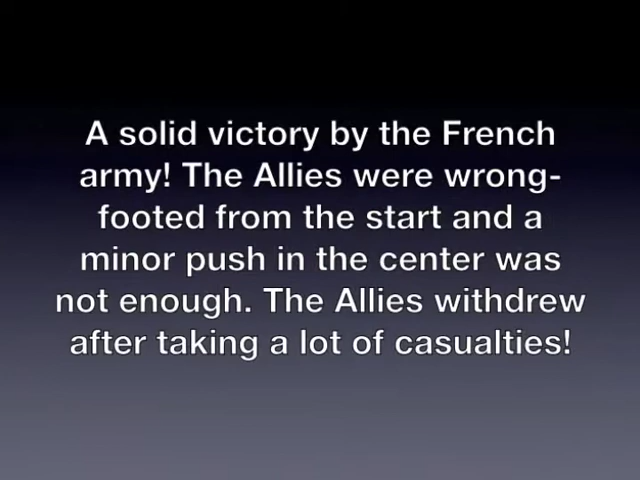 A solid victory by the French
army! The Allies were wrong-
footed from the start and a
minor push in the center was
not enough. The Allies withdrew
after taking a lot of casualties!